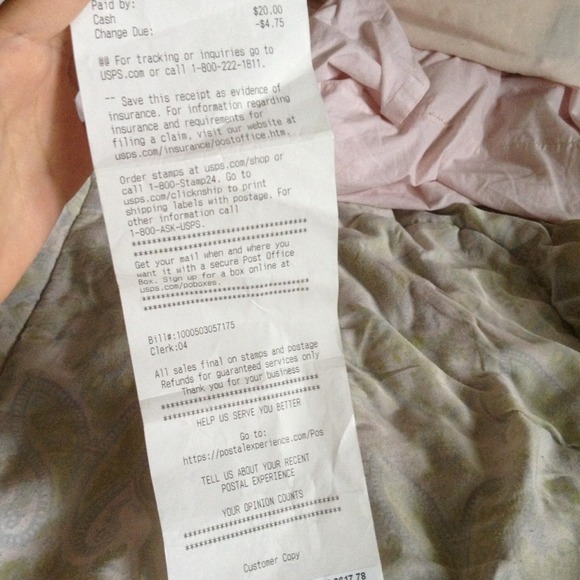 Paid by:
Cash $20.00
Change Due: -$4.75
## For tracking or inquiries go to
USPS.com or call 1-800-222-1811.
-- Save this receipt as evidence of
insurance. For information regarding
insurance and requirements for
filing a claim, visit our website at
usps.com/insurance/postoffice.htm.
Order stamps at usps.com/shop or
call 1-800-Stamp24. Go to
usps.com/clicknship to print
shipping labels with postage. For
other information call
1-800-ASK-USPS.
****************************************
****************************************
Get your mail when and where you
want it with a secure Post Office
Box. Sign up for a box online at
usps.com/poboxes.
****************************************
****************************************
Bill#:1000503057175
Clerk:04
All sales final on stamps and postage
Refunds for guaranteed services only
Thank you for your business
****************************************
****************************************
HELP US SERVE YOU BETTER
Go to:
https://postalexperience.com/Pos
TELL US ABOUT YOUR RECENT
POSTAL EXPERIENCE
YOUR OPINION COUNTS
****************************************
****************************************
Customer Copy